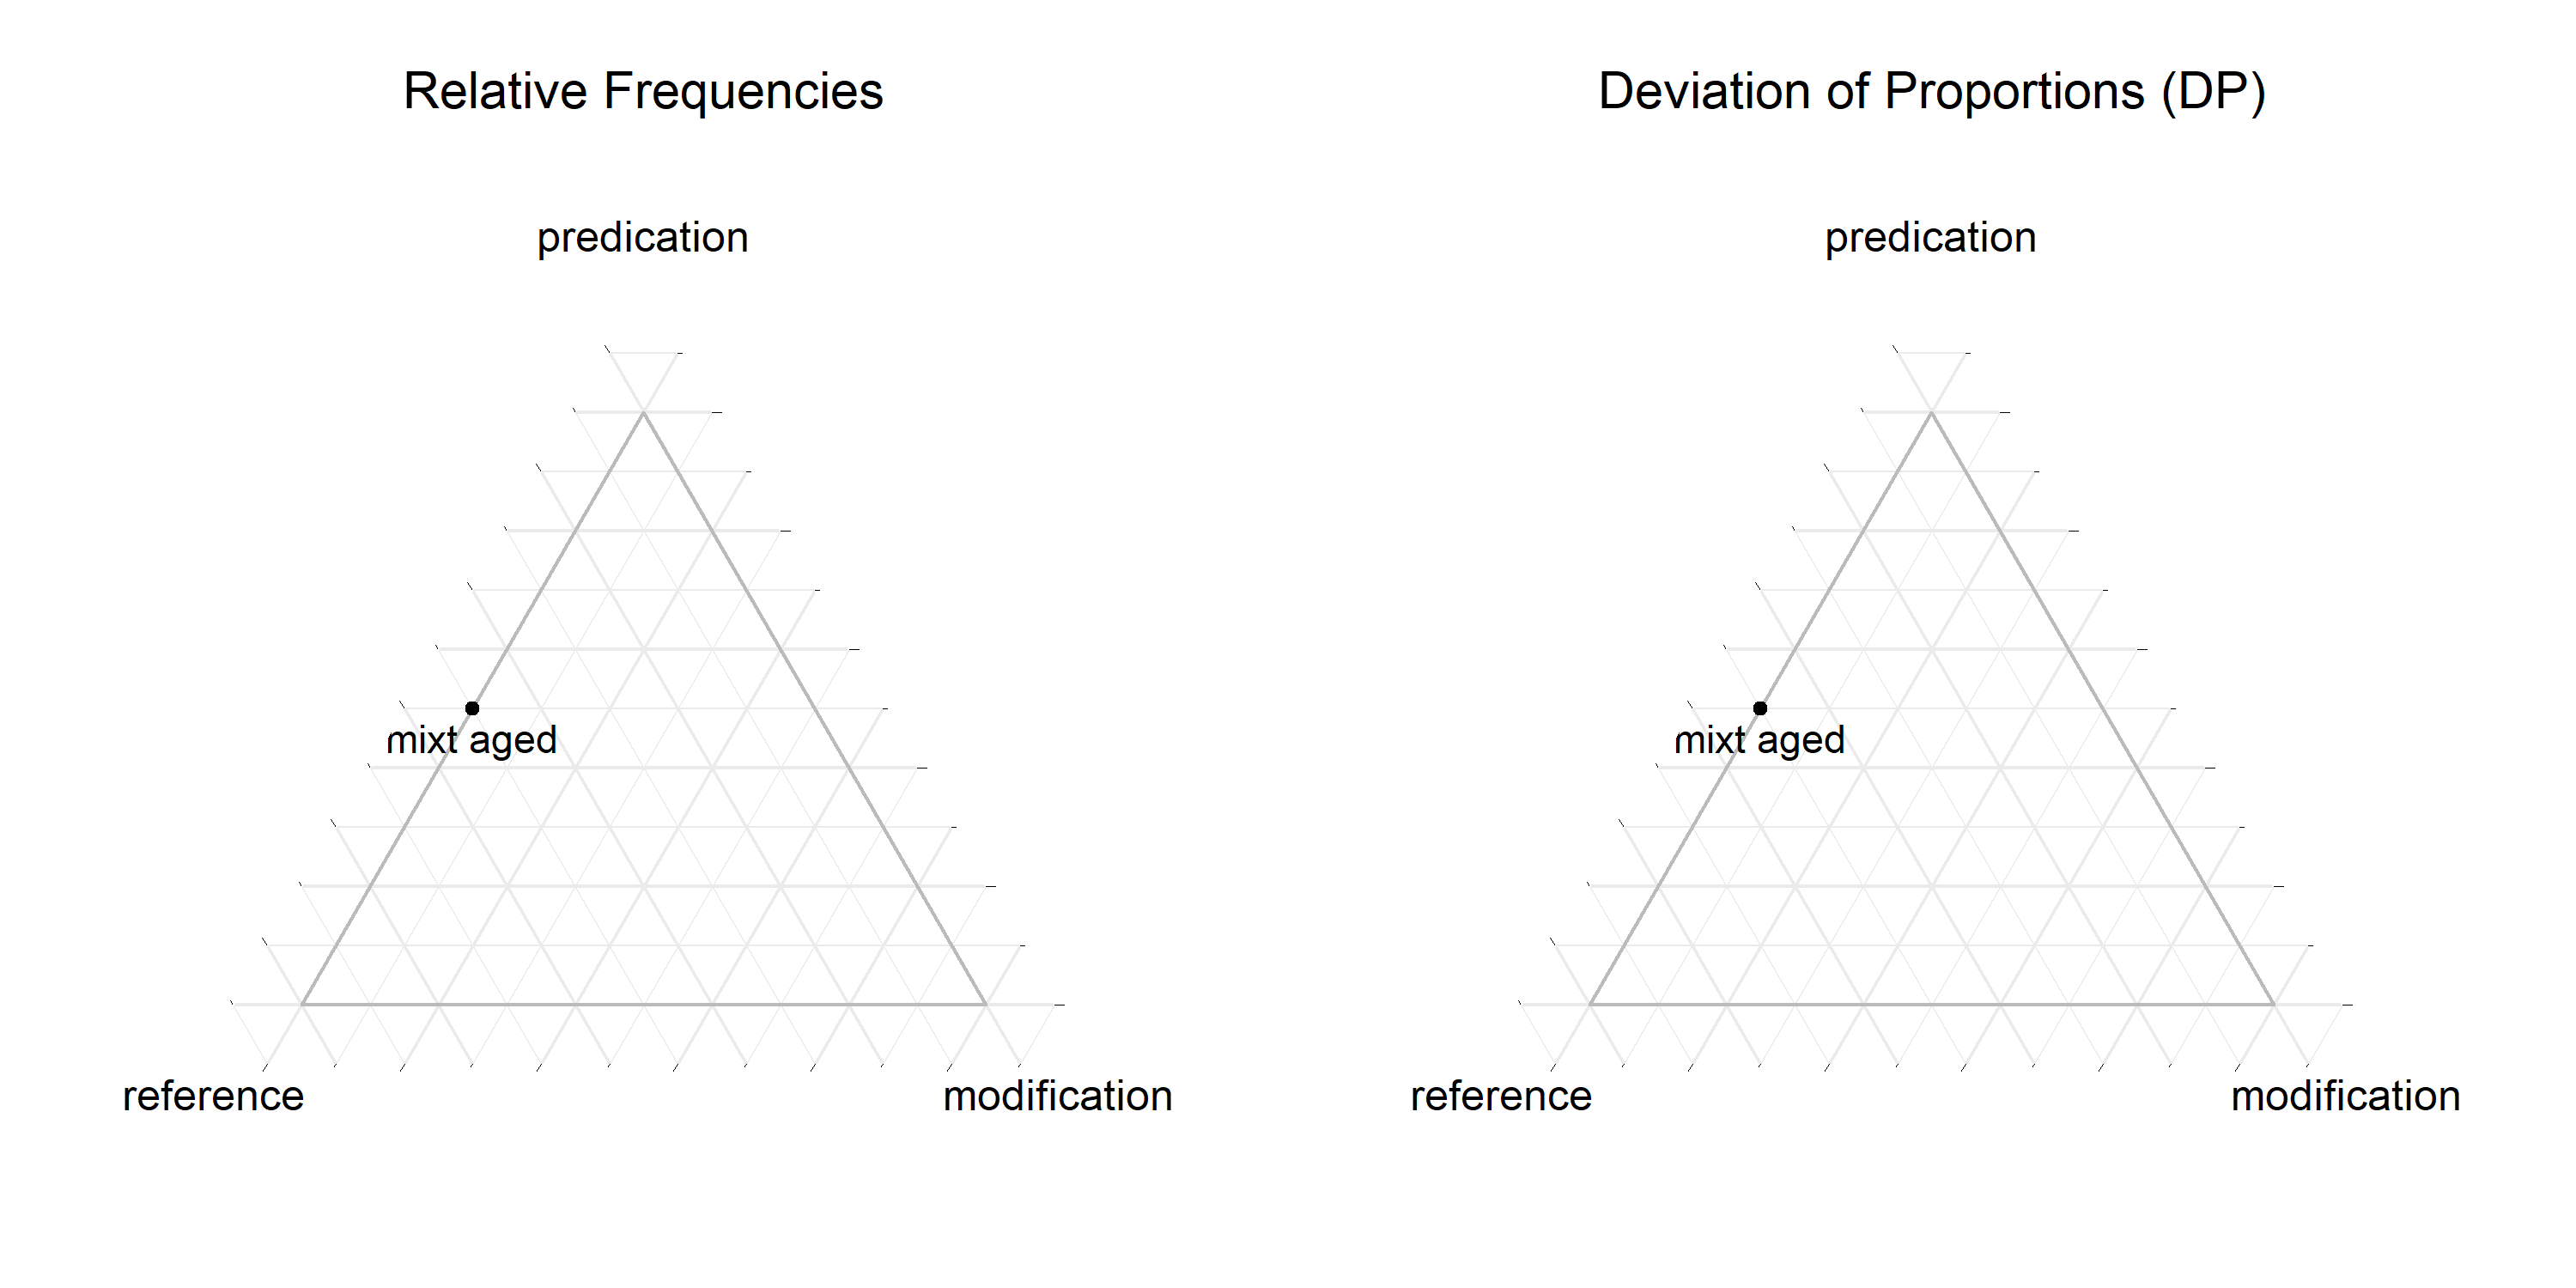 Relative Frequencies
predication
mixt aged
reference
modification
Deviation of Proportions (DP)
predication
mixt aged
reference
modification